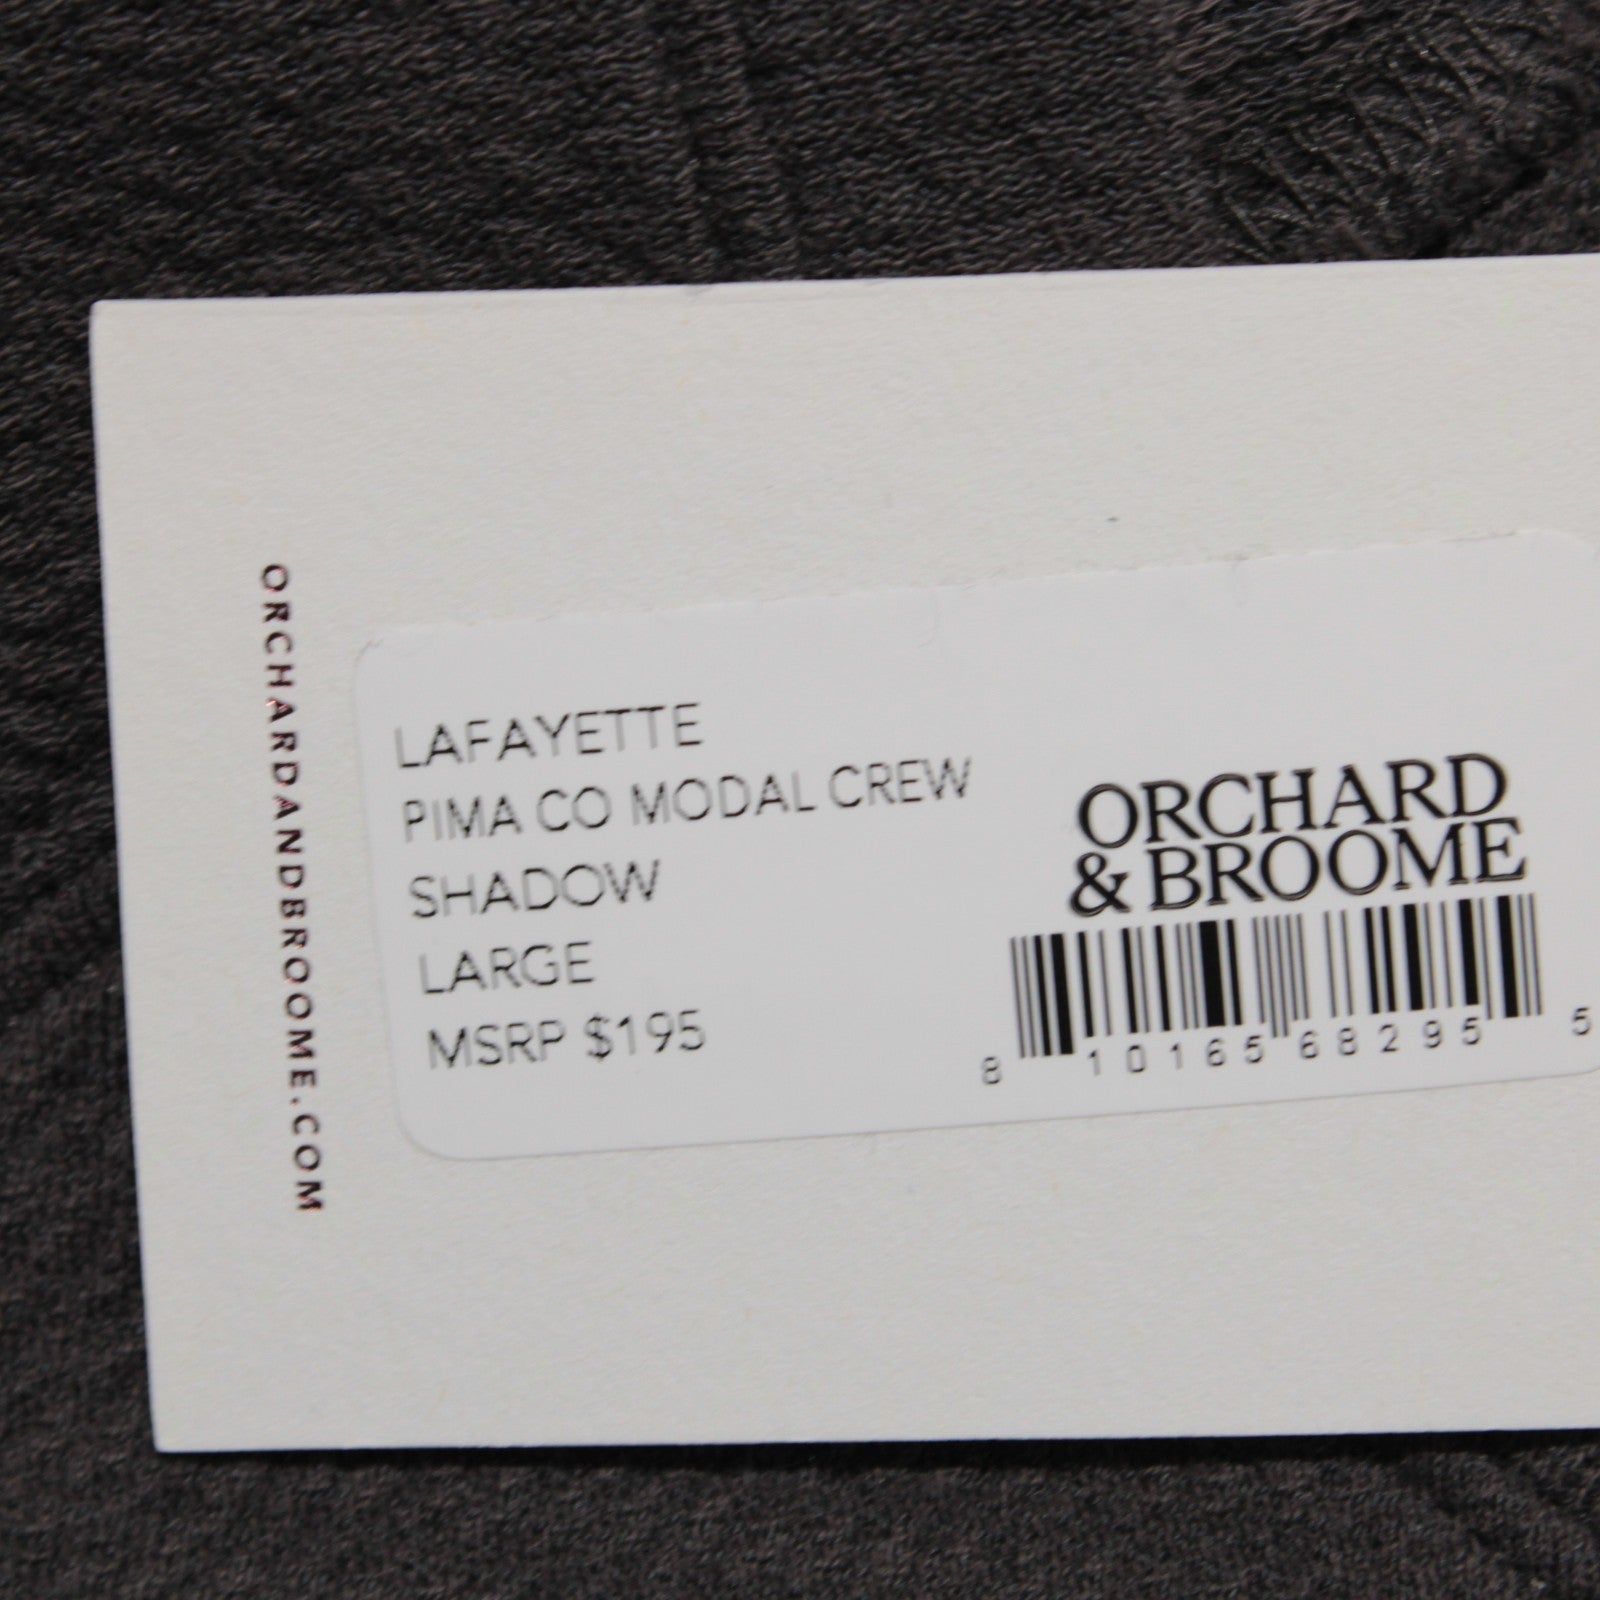 ORCHARDANDBROOME.COM
LAFAYETTE
PIMA CO MODAL CREW
SHADOW
LARGE
MSRP $195
ORCHARD
& BROOME
8 10165 68295 5